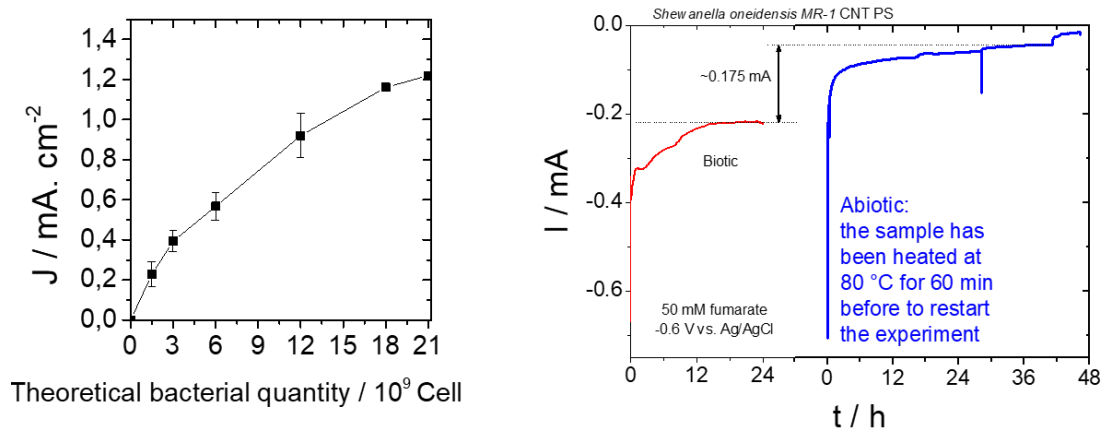 1,4
1,2
1,0
0,8
0,6
0,4
0,2
0,0
J / mA. cm-2
0 3 6 9 12 15 18 21
Theoretical bacterial quantity / 10⁹ Cell
Shewanella oneidensis MR-1 CNT PS
0.0
-0.2
-0.4
-0.6
I / mA
~0.175 mA
Biotic
50 mM fumarate
-0.6 V vs. Ag/AgCl
Abiotic:
the sample has
been heated at
80 °C for 60 min
before to restart
the experiment
0 24 0 12 24 36 48
t / h